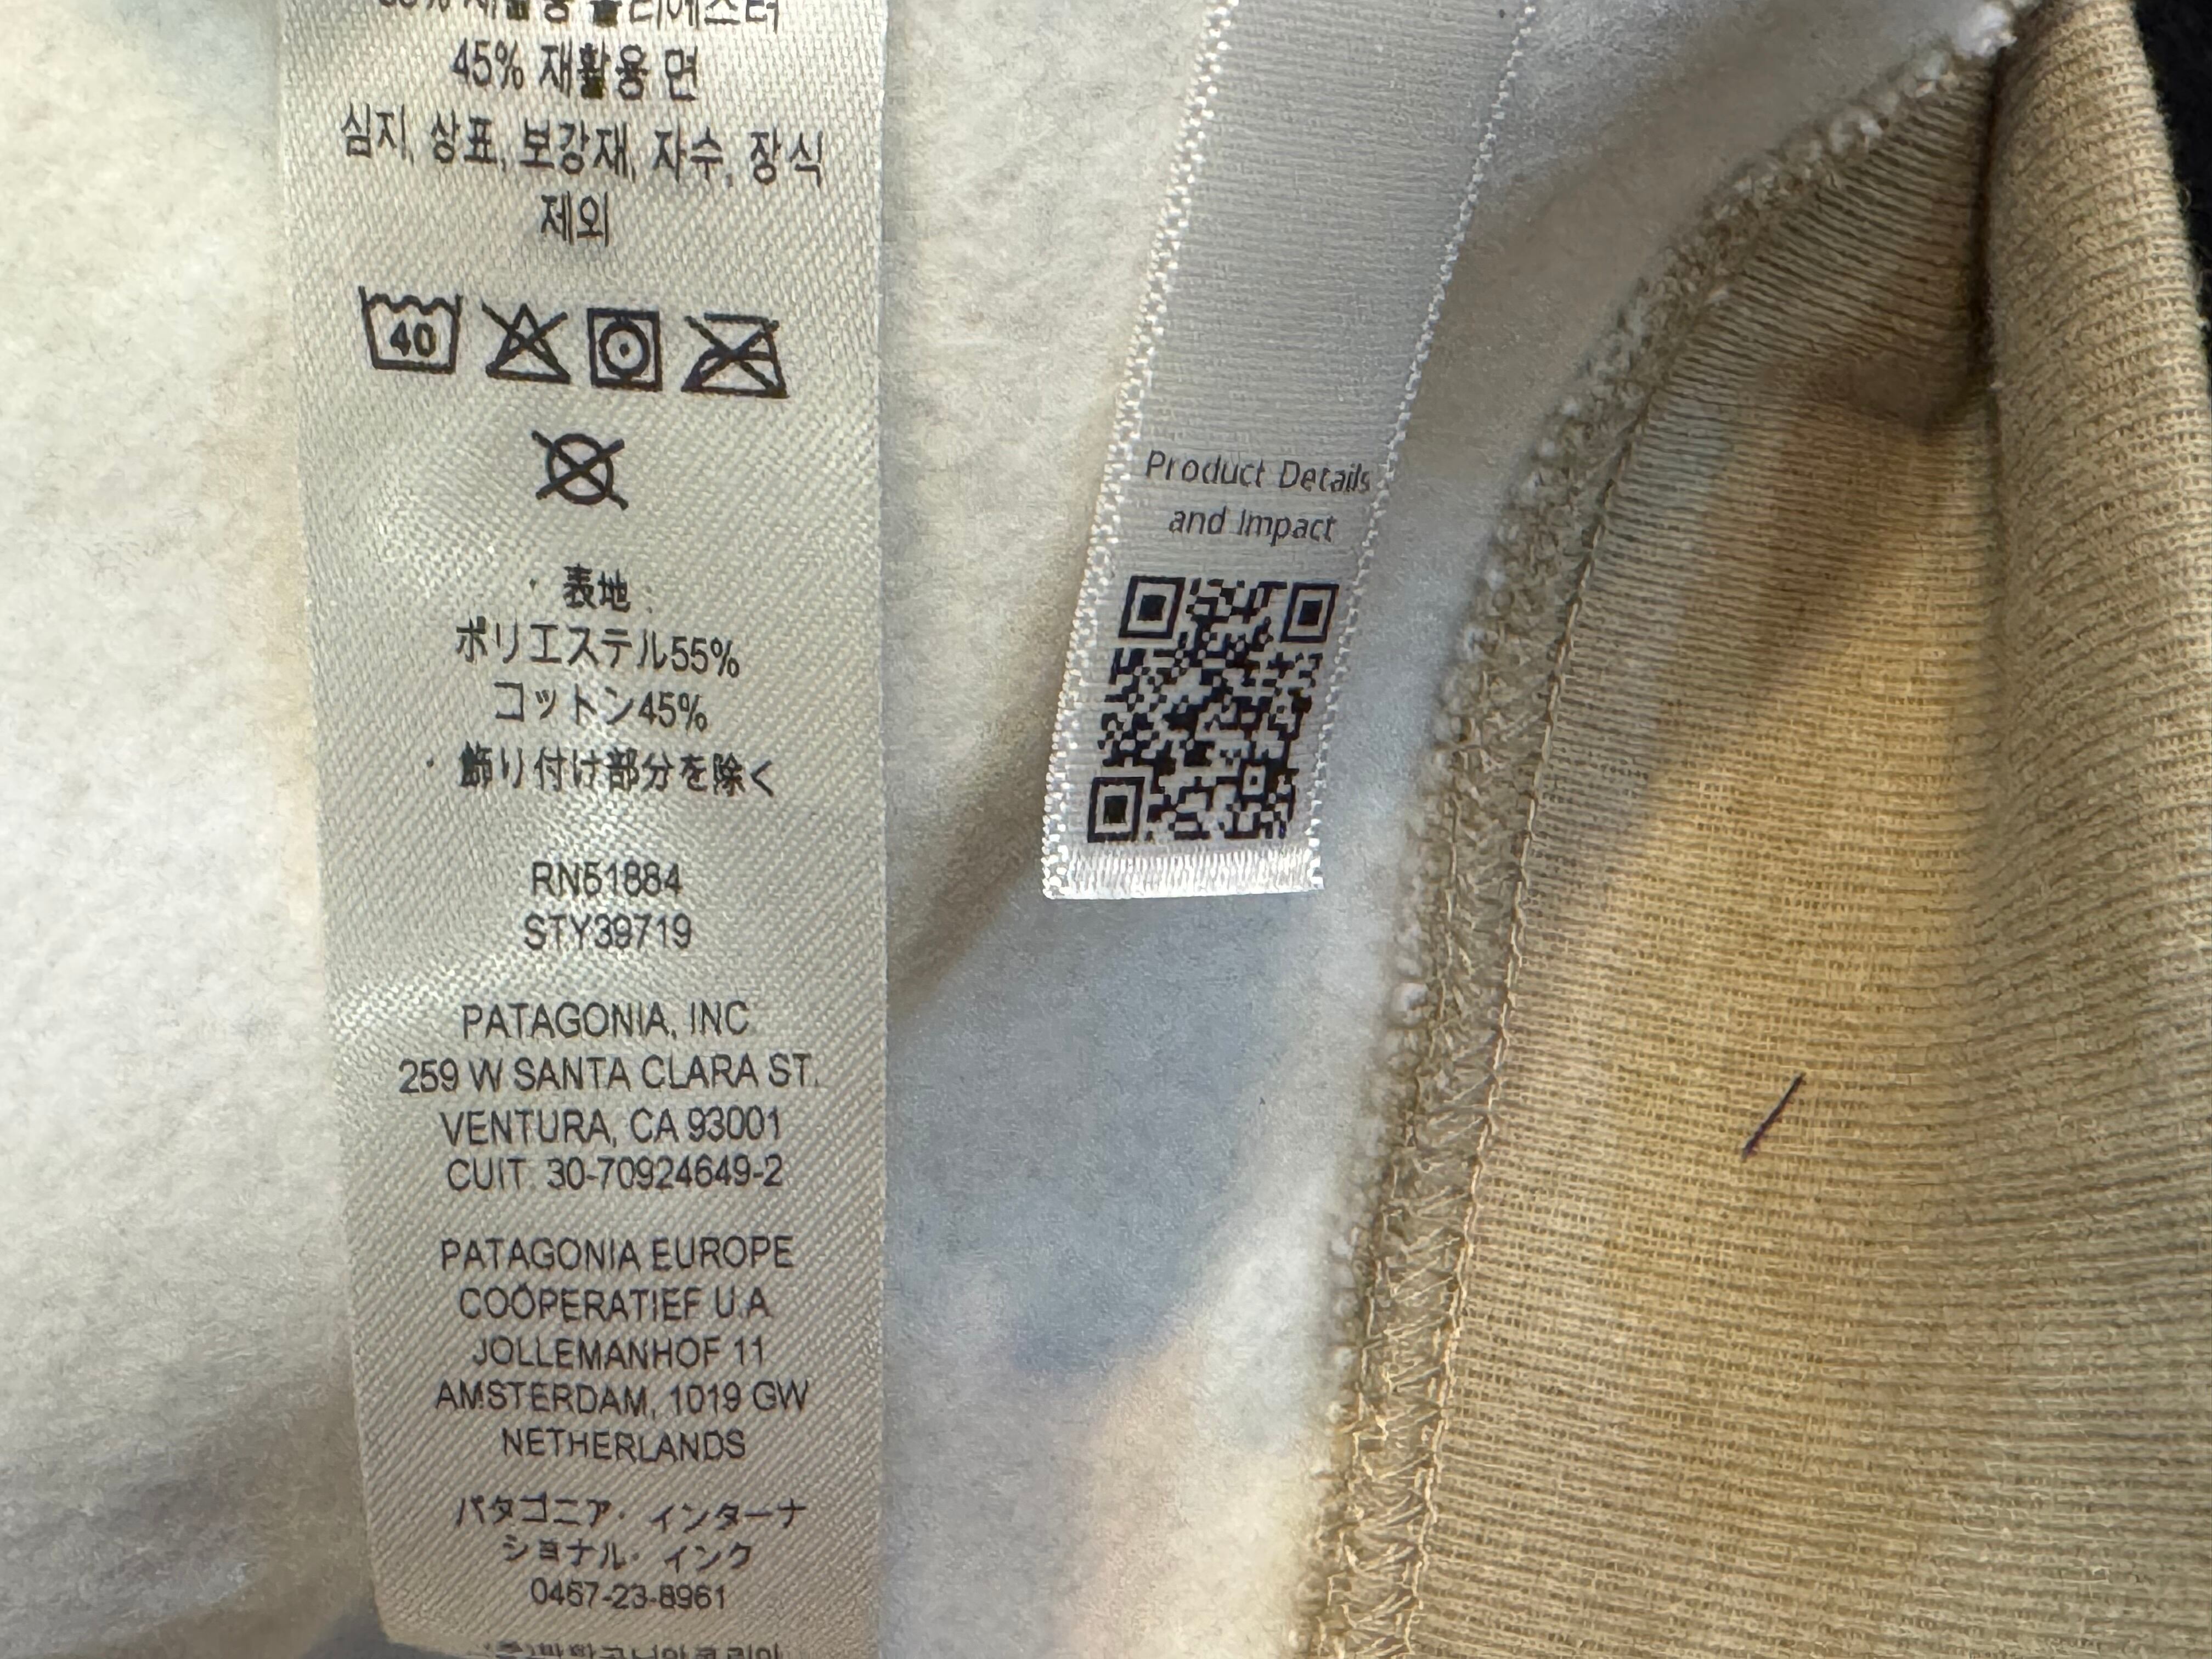 45% 재활용 면
심지, 상표, 보강재, 자수, 장식
제외
40
・表地:
ポリエステル55%
コットン45%
・飾り付け部分を除く
RN51884
STY39719
PATAGONIA, INC
259 W SANTA CLARA ST.
VENTURA, CA 93001
CUIT. 30-70924649-2
PATAGONIA EUROPE
COÖPERATIEF U.A
JOLLEMANHOF 11
AMSTERDAM, 1019 GW
NETHERLANDS
パタゴニア・インターナ
ショナル・インク
0467-23-8961
Product Details
and Impact